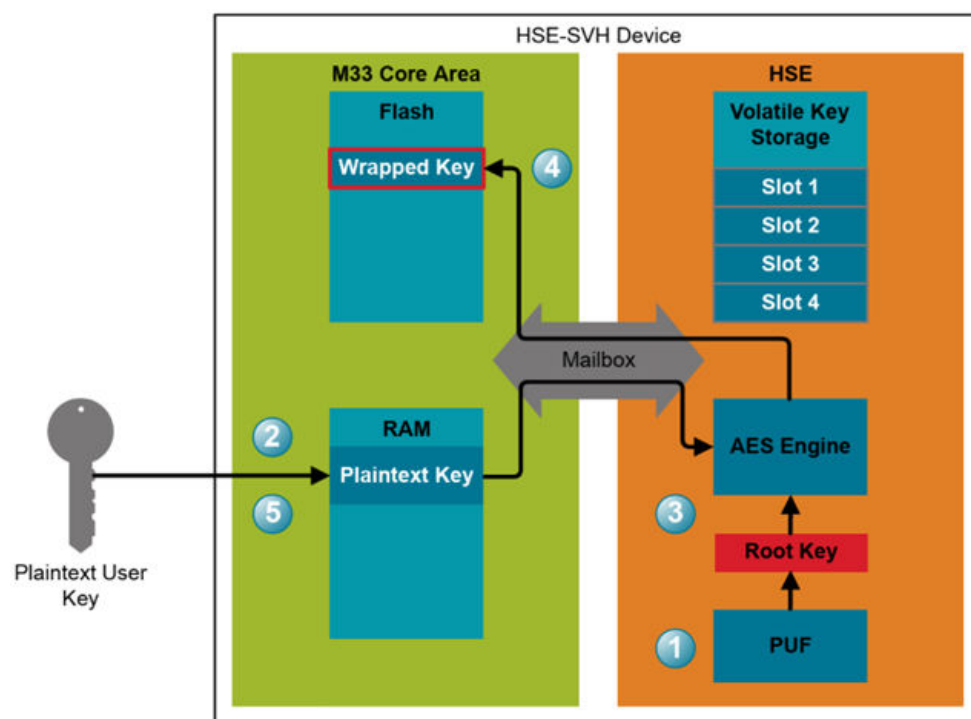 HSE-SVH Device
M33 Core Area
Flash
Wrapped Key
4
HSE
Volatile Key
Storage
Slot 1
Slot 2
Slot 3
Slot 4
Mailbox
2
RAM
Plaintext Key
5
AES Engine
3
Root Key
1
PUF
Plaintext User
Key